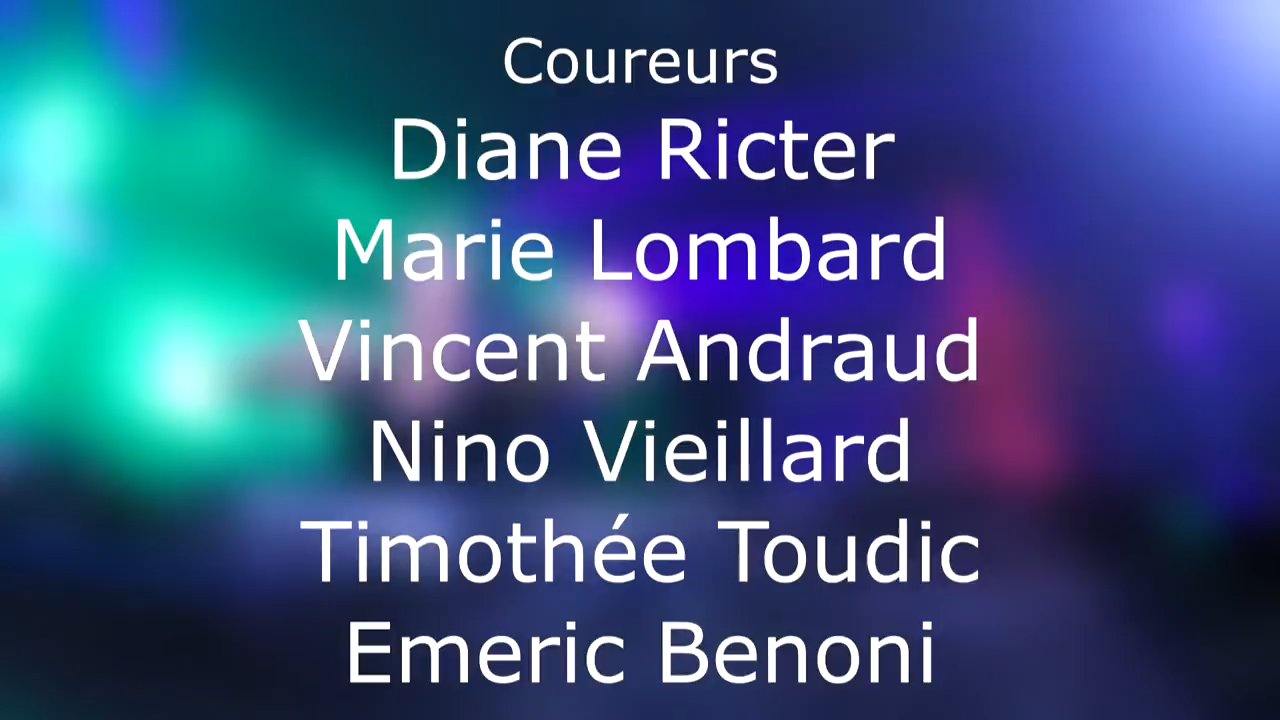 Coureurs
Diane Ricter
Marie Lombard
Vincent Andraud
Nino Vieillard
Timothée Toudic
Emeric Benoni